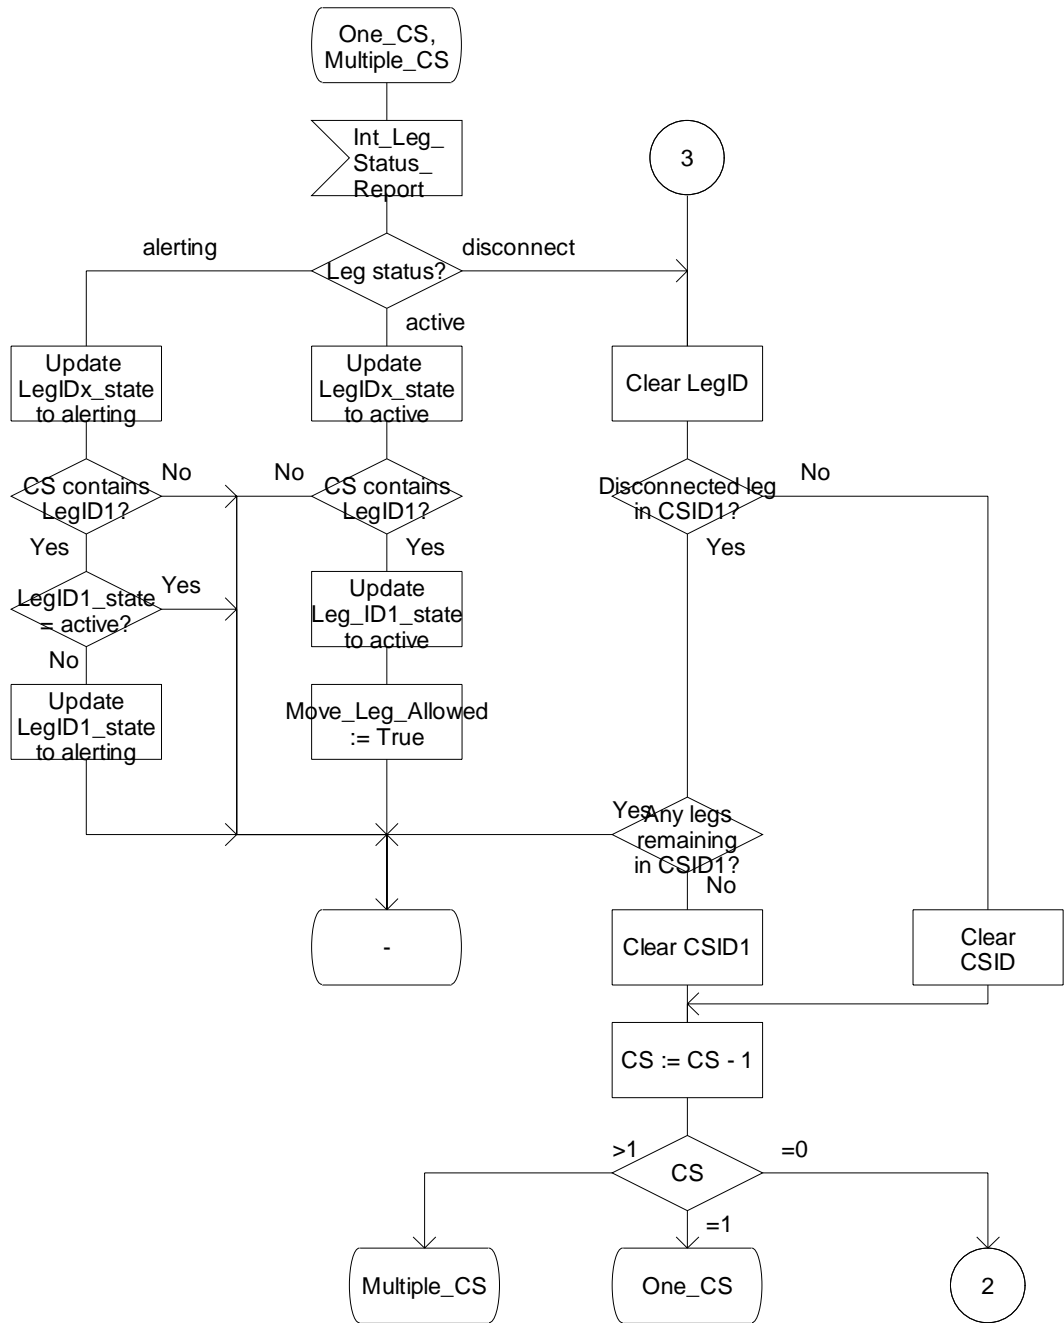 One_CS,
Multiple_CS
Int_Leg_
Status_
Report
3
alerting
Leg status?
disconnect
active
Update
LegIDx_state
to alerting
Update
LegIDx_state
to active
Clear LegID
CS contains
LegID1?
No
Yes
No
CS contains
LegID1?
Yes
Disconnected leg
in CSID1?
No
Yes
LegID1_state
= active?
Yes
No
Update
Leg_ID1_state
to active
Update
LegID1_state
to alerting
Move_Leg_Allowed
:= True
Yes
Any legs
remaining
in CSID1?
No
-
Clear CSID1
Clear
CSID
CS := CS - 1
>1
CS
=0
=1
Multiple_CS
One_CS
2